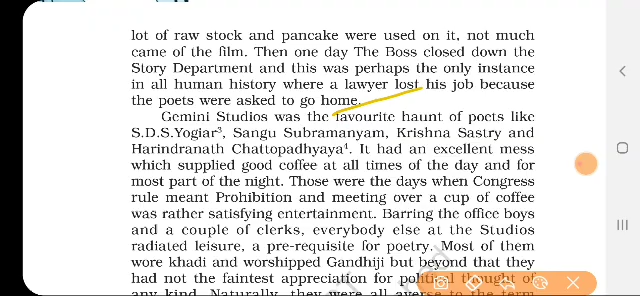 lot of raw stock and pancake were used on it, not much
came of the film. Then one day The Boss closed down the
Story Department and this was perhaps the only instance
in all human history where a lawyer lost his job because
the poets were asked to go home.
Gemini Studios was the favourite haunt of poets like
S.D.S.Yogiar³, Sangu Subramanyam, Krishna Sastry and
Harindranath Chattopadhyaya⁴. It had an excellent mess
which supplied good coffee at all times of the day and for
most part of the night. Those were the days when Congress
rule meant Prohibition and meeting over a cup of coffee
was rather satisfying entertainment. Barring the office boys
and a couple of clerks, everybody else at the Studios
radiated leisure, a pre-requisite for poetry. Most of them
wore khadi and worshipped Gandhiji but beyond that they
had not the faintest appreciation for political thought of
any kind. Naturally, they were all averse to the term